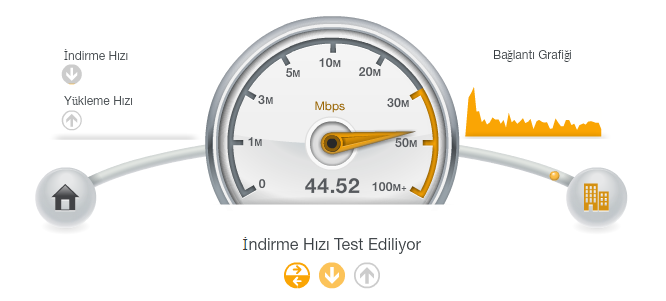 İndirme Hızı
Yükleme Hızı
Bağlantı Grafiği
0
1M
3M
5M
10M
20M
30M
50M
100M+
Mbps
44.52
İndirme Hızı Test Ediliyor